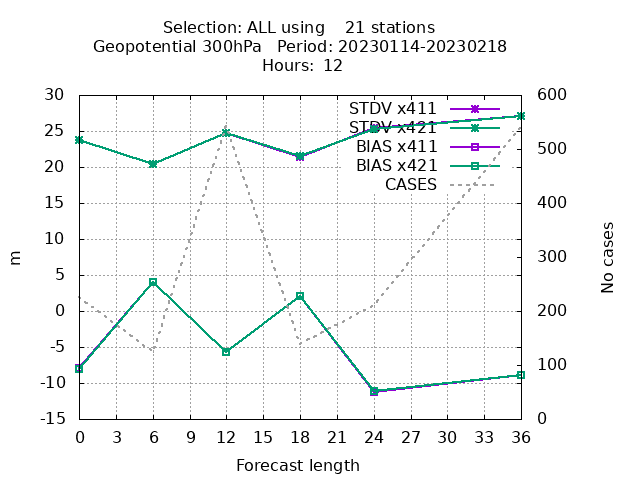 Selection: ALL using    21 stations
Geopotential 300hPa   Period: 20230114-20230218
Hours:  12
30
25
20
15
10
5
0
-5
-10
-15
m
STDV x411
STDV x421
BIAS x411
BIAS x421
CASES
600
500
400
300
200
100
0
No cases
0 3 6 9 12 15 18 21 24 27 30 33 36
Forecast length